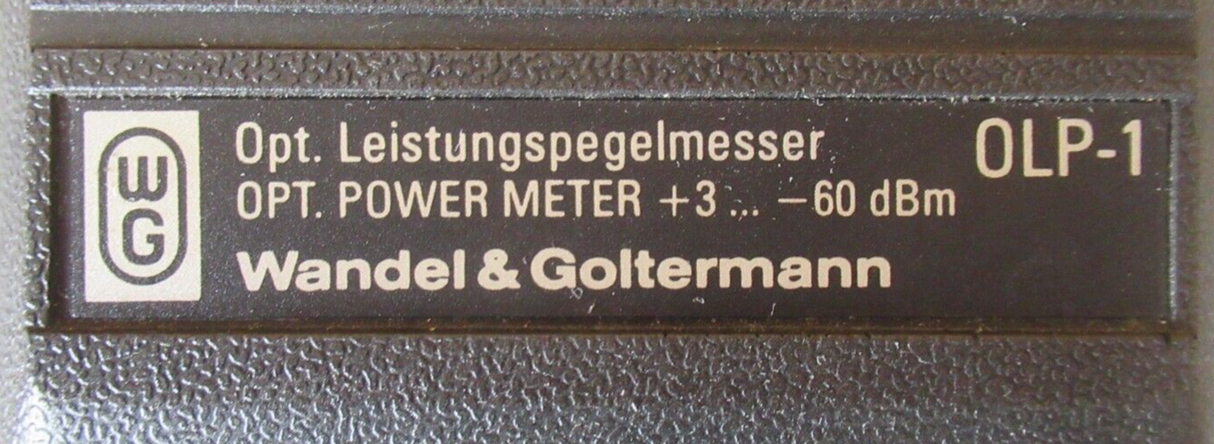 WG
Opt. Leistungspegelmesser OLP-1
OPT. POWER METER +3 ... −60 dBm
Wandel & Goltermann